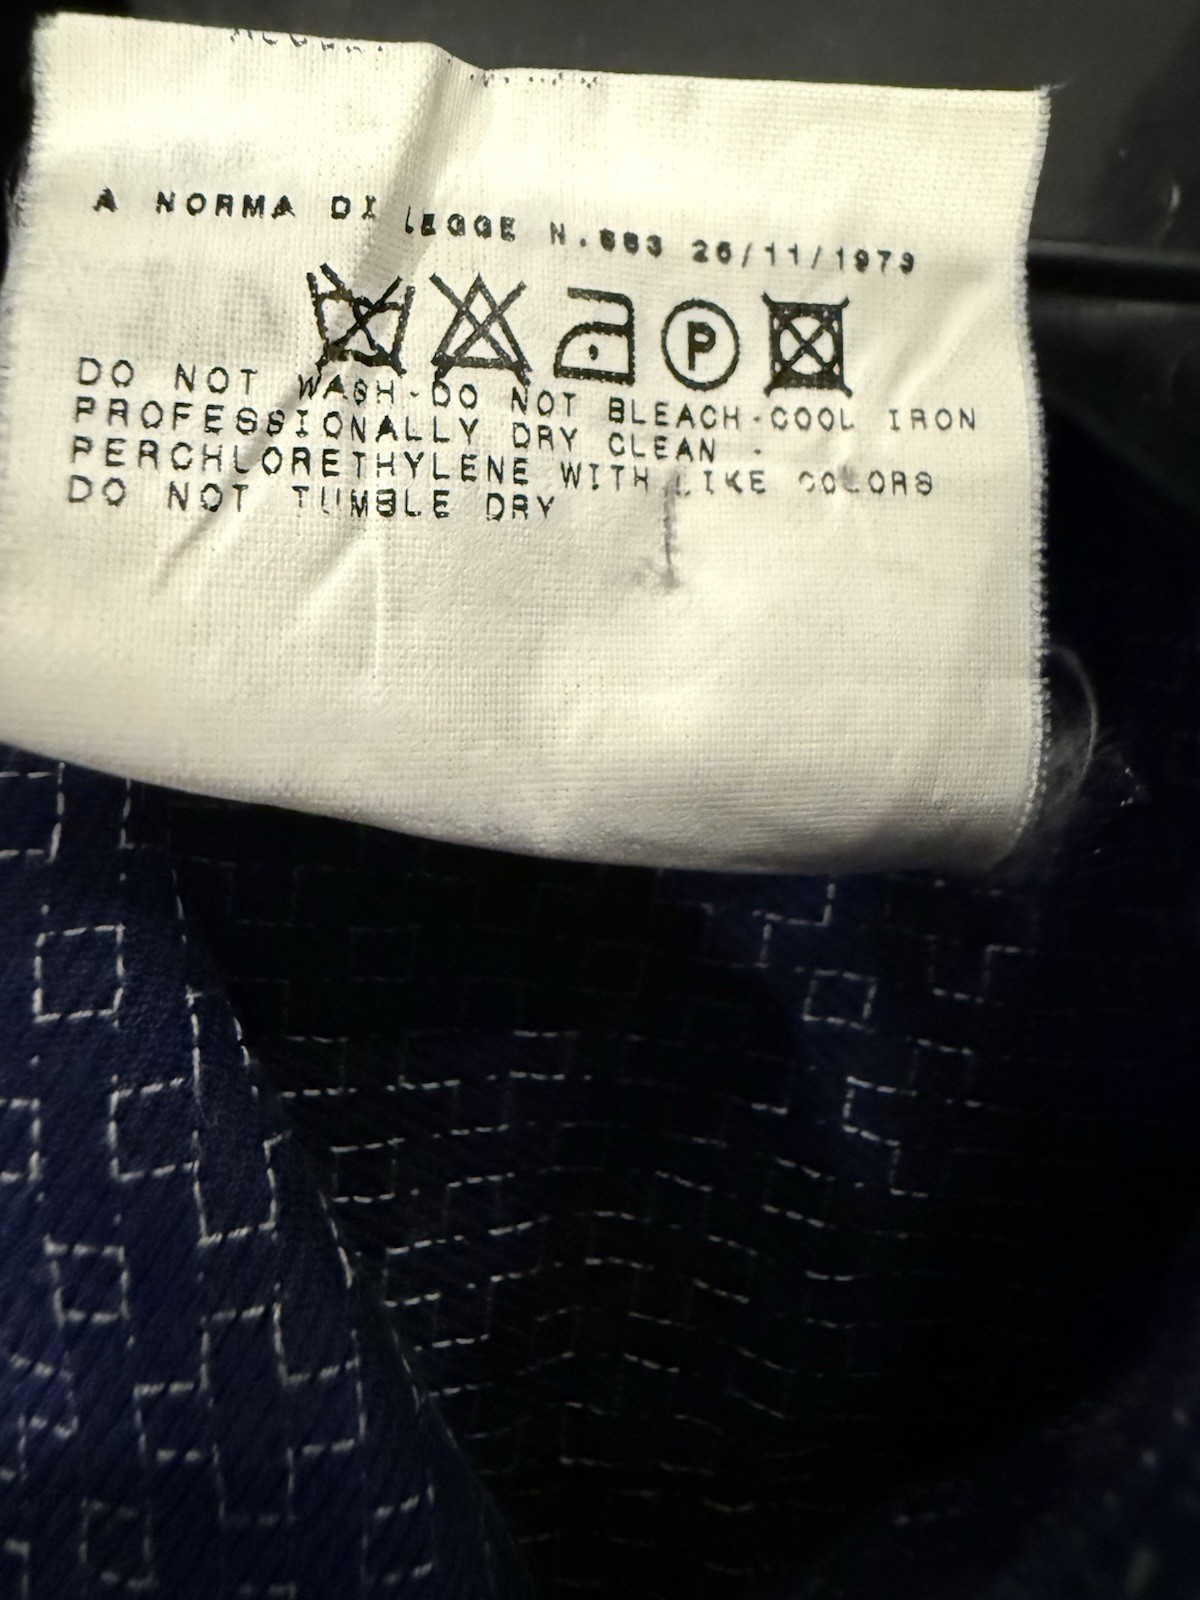 A NORMA DI LEGGE N.883 26/11/1979
P
DO NOT WASH-DO NOT BLEACH-COOL IRON
PROFESSIONALLY DRY CLEAN -
PERCHLORETHYLENE WITH LIKE COLORS
DO NOT TUMBLE DRY